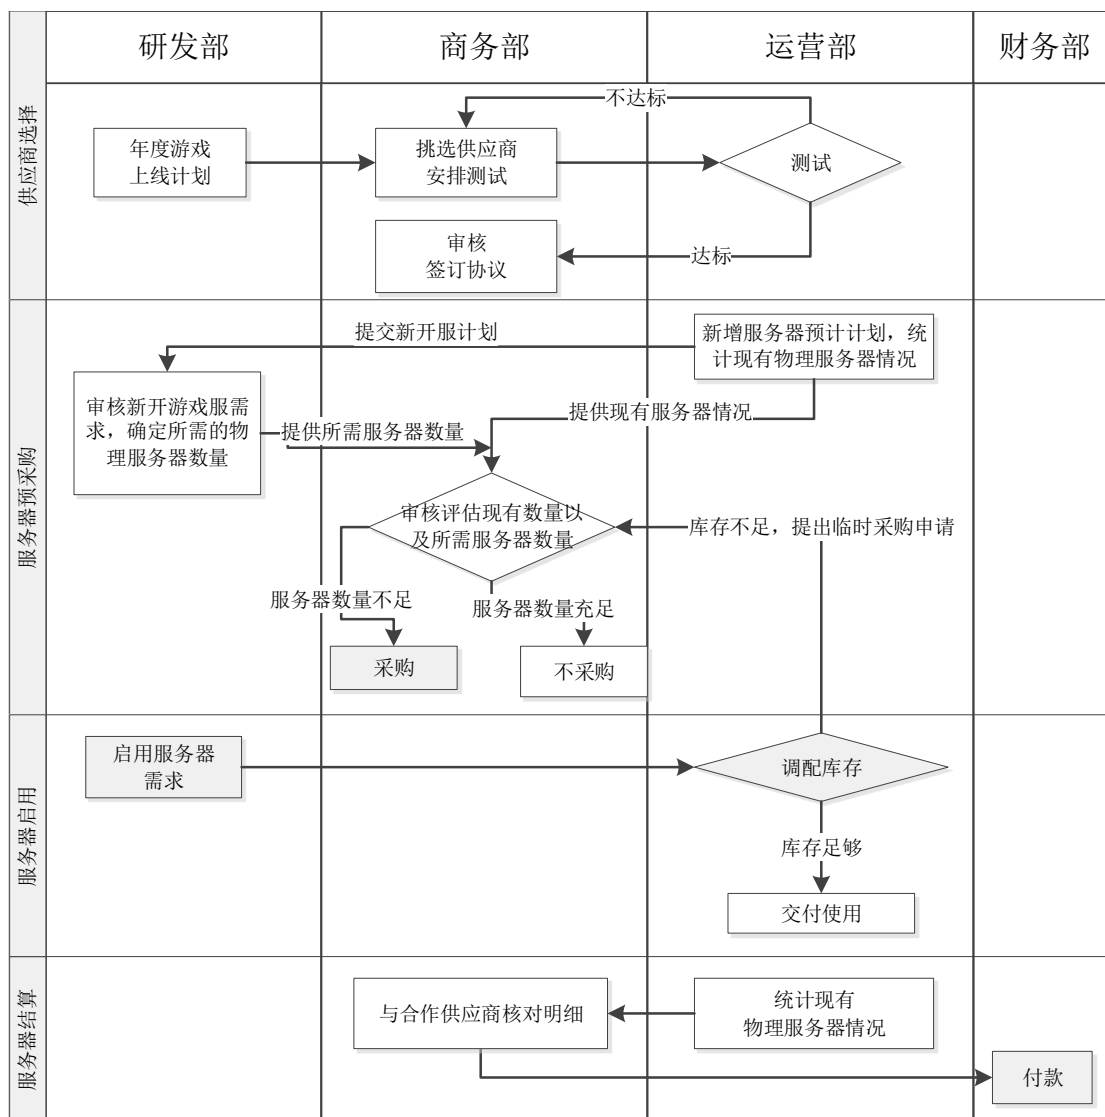 研发部
商务部
运营部
财务部
供应商选择
年度游戏
上线计划
挑选供应商
安排测试
不达标
测试
审核
签订协议
达标
服务器预采购
提交新开服计划
新增服务器预计计划，统
计现有物理服务器情况
审核新开游戏服需
求，确定所需的物
理服务器数量
提供所需服务器数量
提供现有服务器情况
审核评估现有数量以
及所需服务器数量
库存不足，提出临时采购申请
服务器数量不足
服务器数量充足
采购
不采购
服务器启用
启用服务器
需求
调配库存
库存足够
交付使用
服务器结算
与合作供应商核对明细
统计现有
物理服务器情况
付款